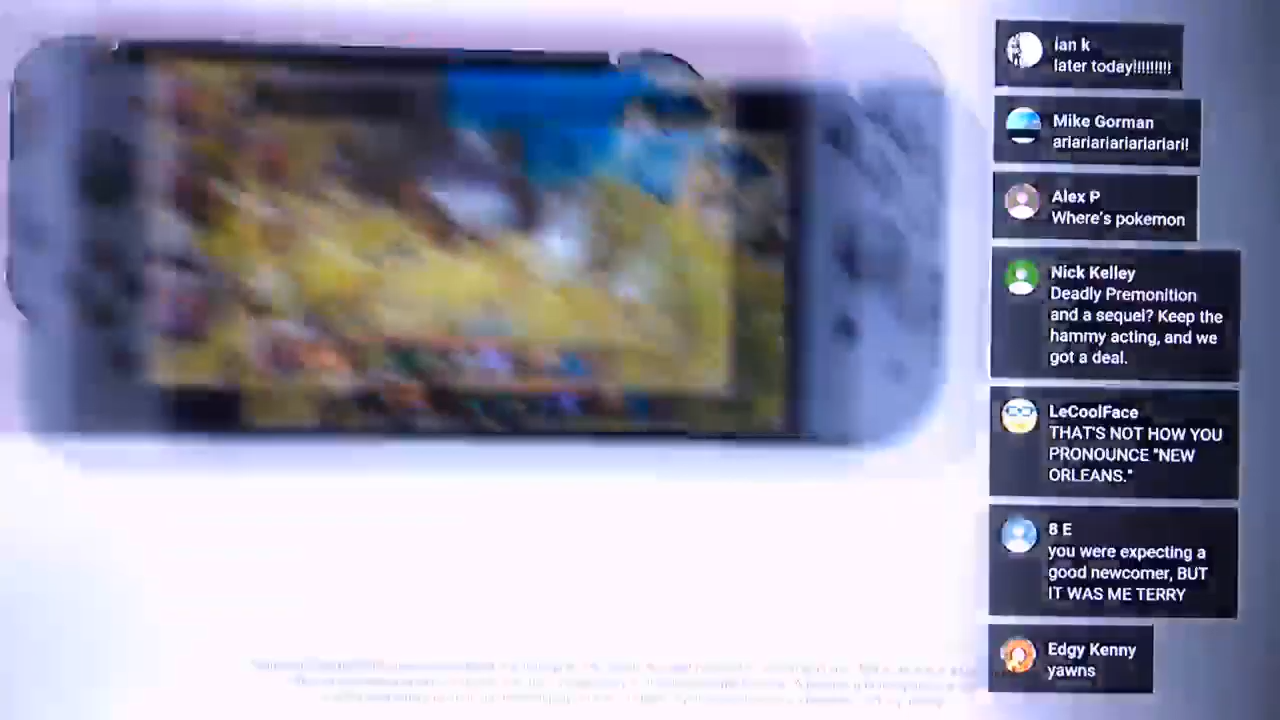 ian k
later today!!!!!!!!!
Mike Gorman
ariariariariariariari!
Alex P
Where's pokemon
Nick Kelley
Deadly Premonition
and a sequel? Keep the
hammy acting, and we
got a deal.
LeCoolFace
THAT'S NOT HOW YOU
PRONOUNCE "NEW
ORLEANS."
8 E
you were expecting a
good newcomer, BUT
IT WAS ME TERRY
Edgy Kenny
yawns